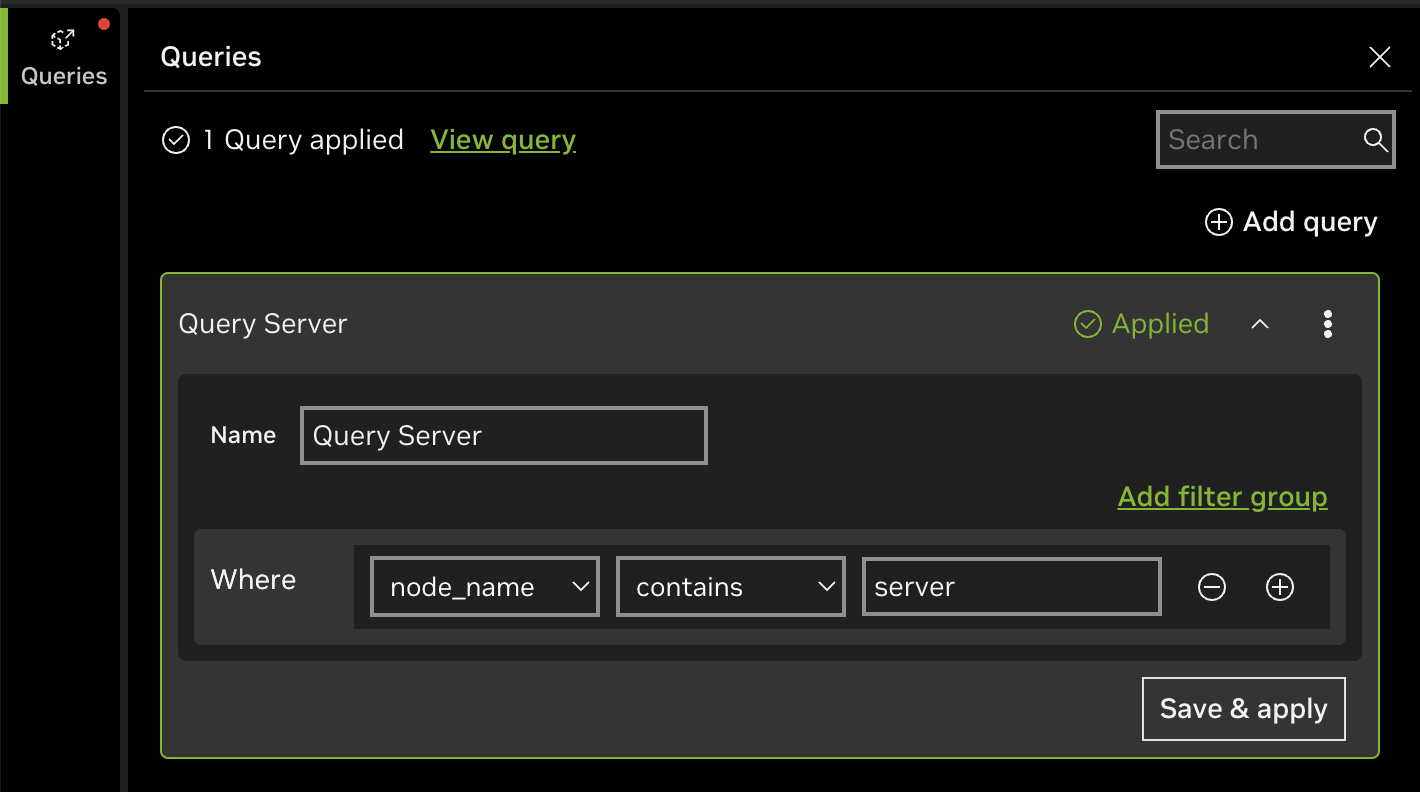 Queries
Queries
1 Query applied View query
Search
Add query
Query Server
Applied
Name
Query Server
Add filter group
Where
node_name
contains
server
Save & apply